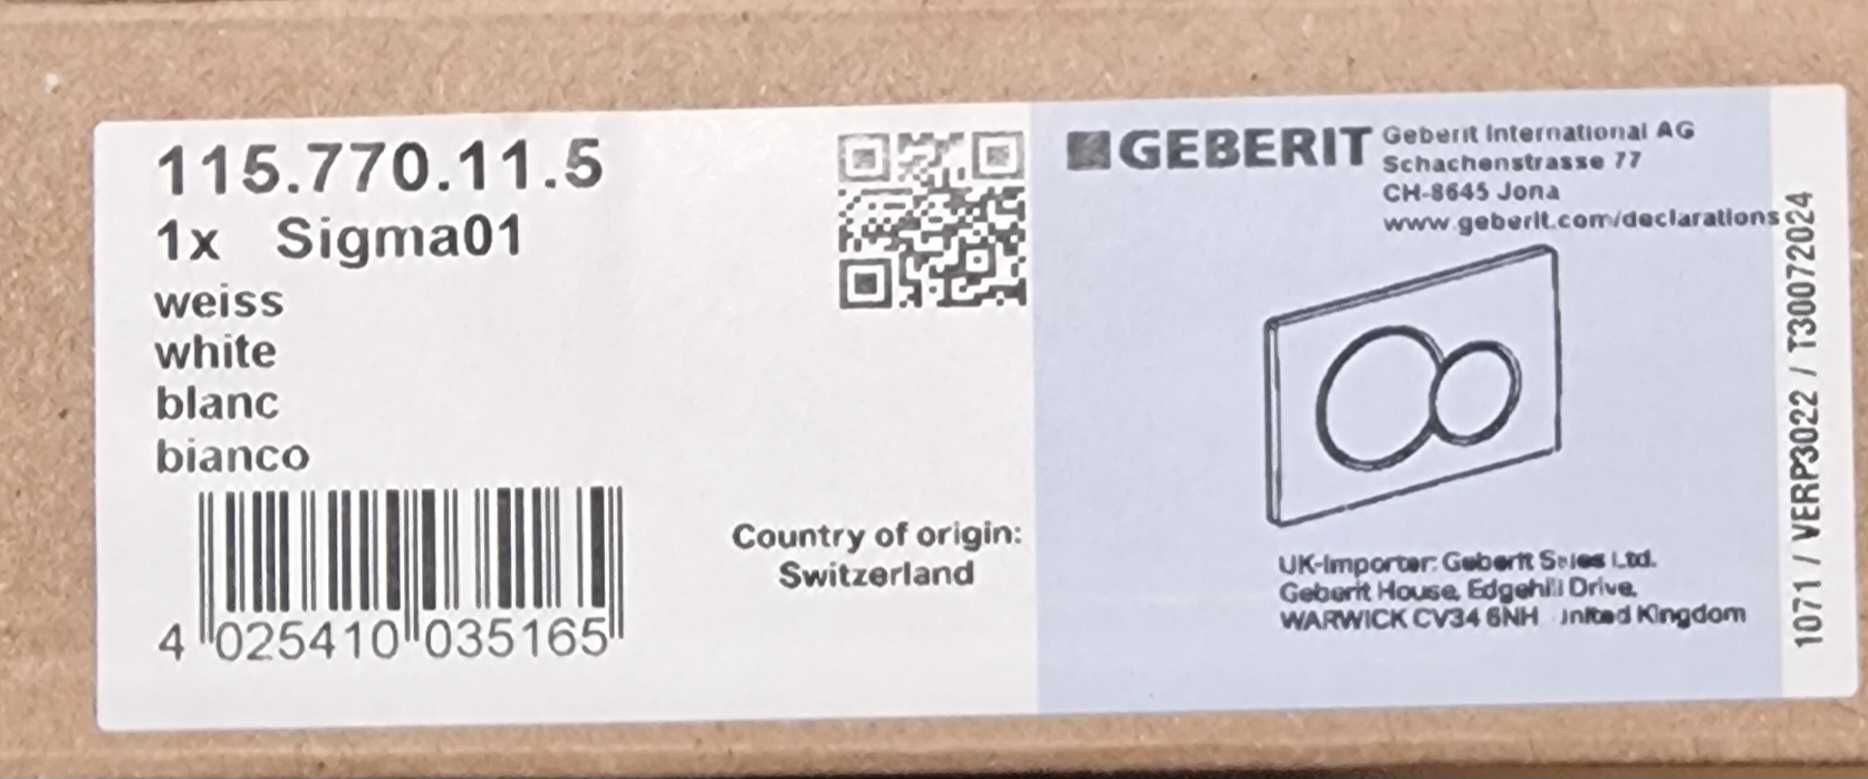 115.770.11.5
1x Sigma01
weiss
white
blanc
bianco
4 025410 035165
Country of origin:
Switzerland
GEBERIT
Geberit International AG
Schachenstrasse 77
CH-8645 Jona
www.geberit.com/declarations
UK-Importer: Geberit Sales Ltd.
Geberit House, Edgehill Drive,
WARWICK CV34 6NH United Kingdom
1071 / VERP3022 / T30072024